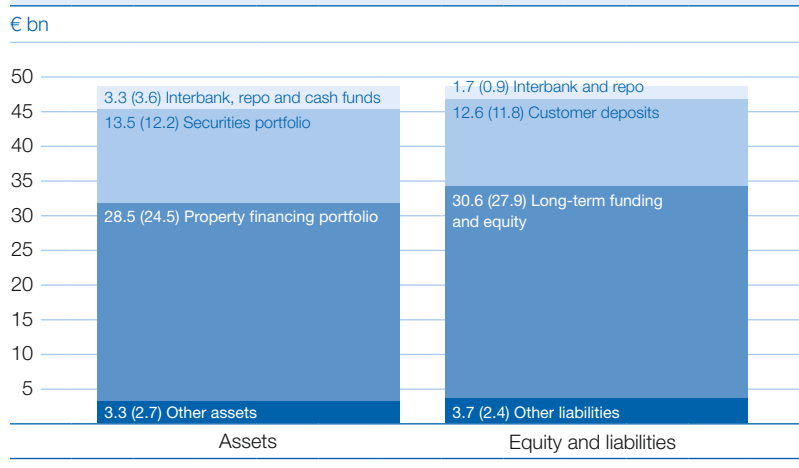 € bn
50
45
40
35
30
25
20
15
10
5
3.3 (3.6) Interbank, repo and cash funds
13.5 (12.2) Securities portfolio
28.5 (24.5) Property financing portfolio
3.3 (2.7) Other assets
Assets
1.7 (0.9) Interbank and repo
12.6 (11.8) Customer deposits
30.6 (27.9) Long-term funding
and equity
3.7 (2.4) Other liabilities
Equity and liabilities